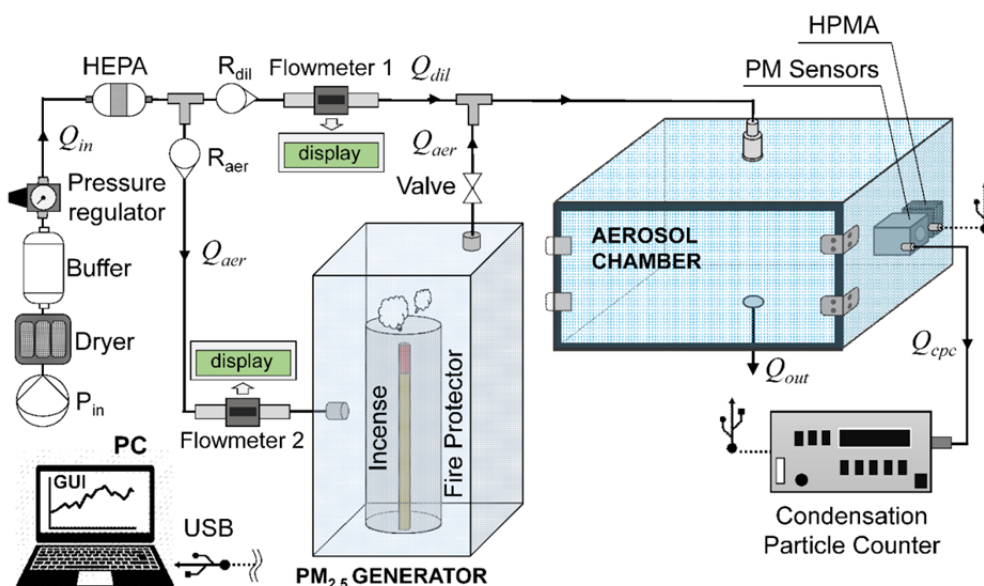 HPMA
PM Sensors
HEPA
R_dil
Flowmeter 1
Q_dil
Q_in
display
R_aer
Q_aer
Valve
Pressure
regulator
Q_aer
Buffer
AEROSOL
CHAMBER
Dryer
display
Q_cpc
Q_out
P_in
Flowmeter 2
Incense
Fire Protector
PC
GUI
USB
PM_2.5 GENERATOR
Condensation
Particle Counter